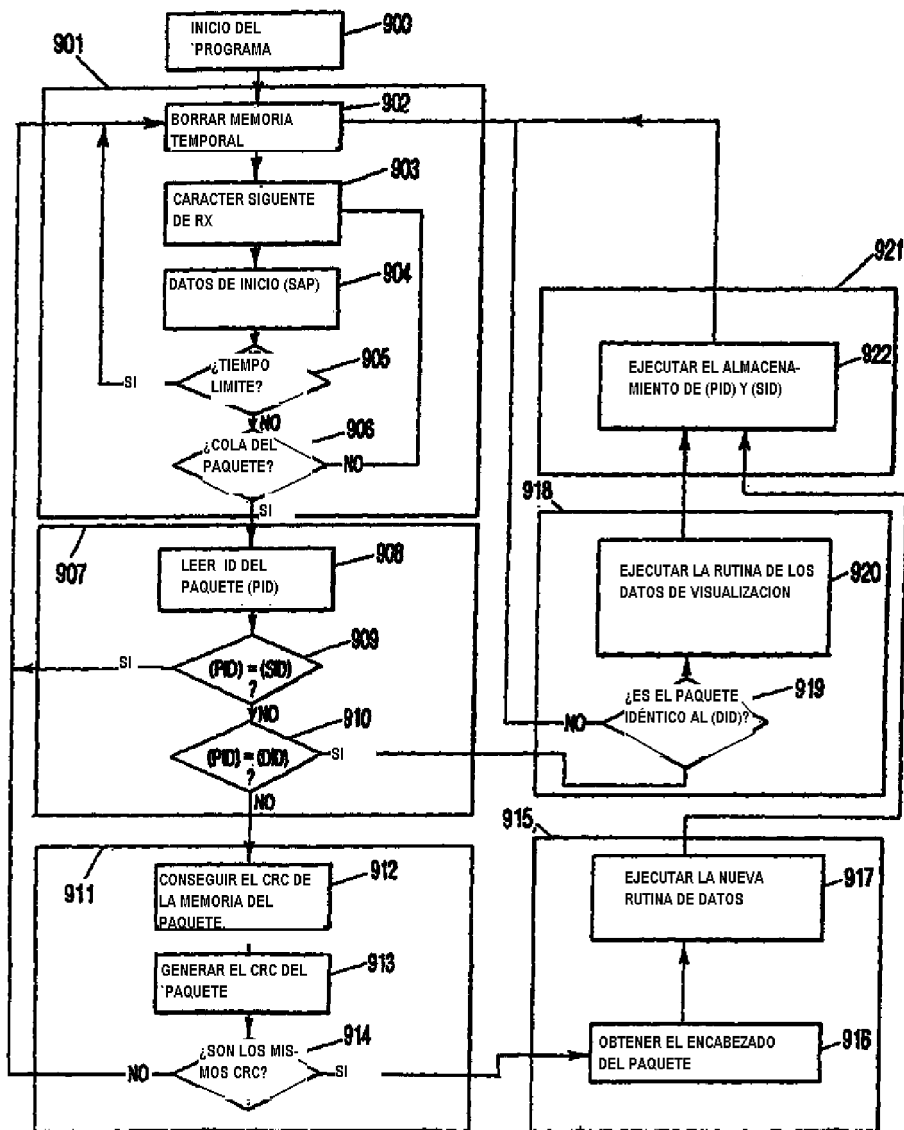 INICIO DEL
`PROGRAMA
900
901
BORRAR MEMORIA
TEMPORAL
902
CARACTER SIGUENTE
DE RX
903
DATOS DE INICIO (SAP)
904
¿TIEMPO
LIMITE?
905
SI
NO
¿COLA DEL
PAQUETE?
906
NO
SI
907
LEER ID DEL
PAQUETE (PID)
908
(PID) = (SID)
?
909
SI
NO
(PID) = (DID)
?
910
SI
NO
911
CONSEGUIR EL CRC DE
LA MEMORIA DEL
PAQUETE.
912
GENERAR EL CRC DEL
`PAQUETE
913
¿SON LOS MIS-
MOS CRC?
914
NO
SI
915
OBTENER EL ENCABEZADO
DEL PAQUETE
916
EJECUTAR LA NUEVA
RUTINA DE DATOS
917
918
¿ES EL PAQUETE
IDÉNTICO AL (DID)?
919
NO
EJECUTAR LA RUTINA DE LOS
DATOS DE VISUALIZACION
920
921
EJECUTAR EL ALMACENA-
MIENTO DE (PID) Y (SID)
922